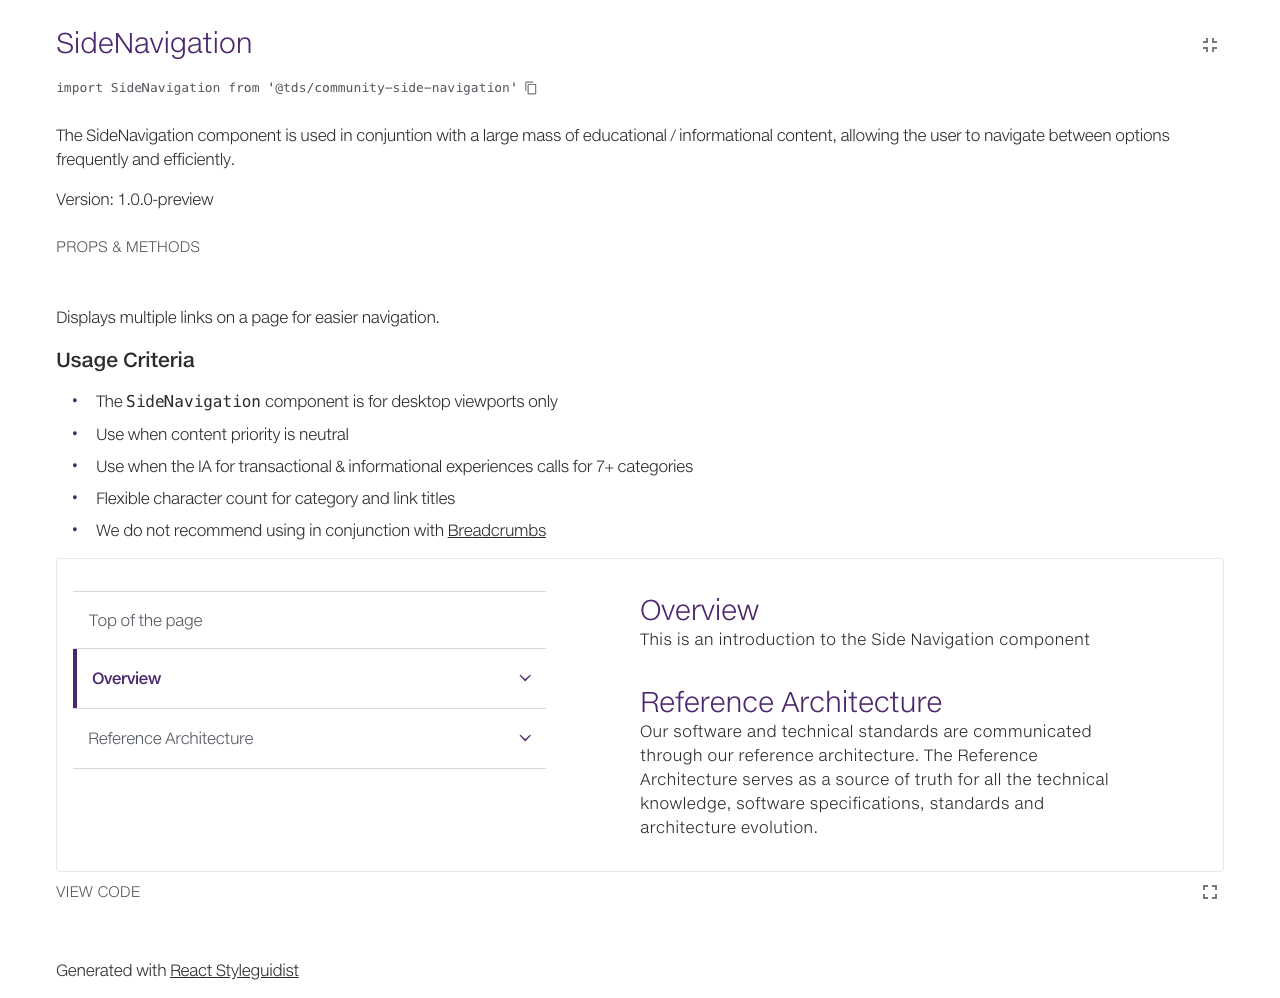 SideNavigation
import SideNavigation from '@tds/community-side-navigation'
The SideNavigation component is used in conjuntion with a large mass of educational / informational content, allowing the user to navigate between options
frequently and efficiently.
Version: 1.0.0-preview
PROPS & METHODS
Displays multiple links on a page for easier navigation.
Usage Criteria
• The SideNavigation component is for desktop viewports only
• Use when content priority is neutral
• Use when the IA for transactional & informational experiences calls for 7+ categories
• Flexible character count for category and link titles
• We do not recommend using in conjunction with Breadcrumbs
Top of the page
Overview
Reference Architecture
Overview
This is an introduction to the Side Navigation component
Reference Architecture
Our software and technical standards are communicated
through our reference architecture. The Reference
Architecture serves as a source of truth for all the technical
knowledge, software specifications, standards and
architecture evolution.
VIEW CODE
Generated with React Styleguidist